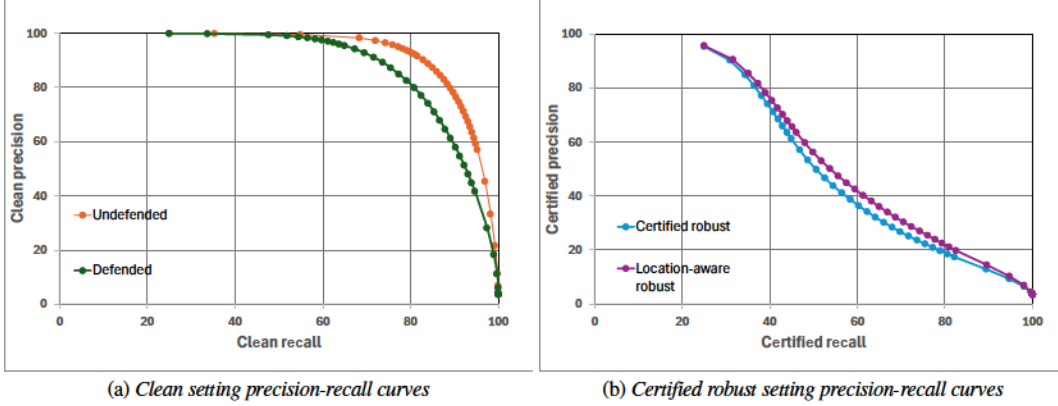 100
80
60
40
20
0
Clean precision
Undefended
Defended
0 20 40 60 80 100
Clean recall
(a) Clean setting precision-recall curves
100
80
60
40
20
0
Certified precision
Certified robust
Location-aware
robust
0 20 40 60 80 100
Certified recall
(b) Certified robust setting precision-recall curves